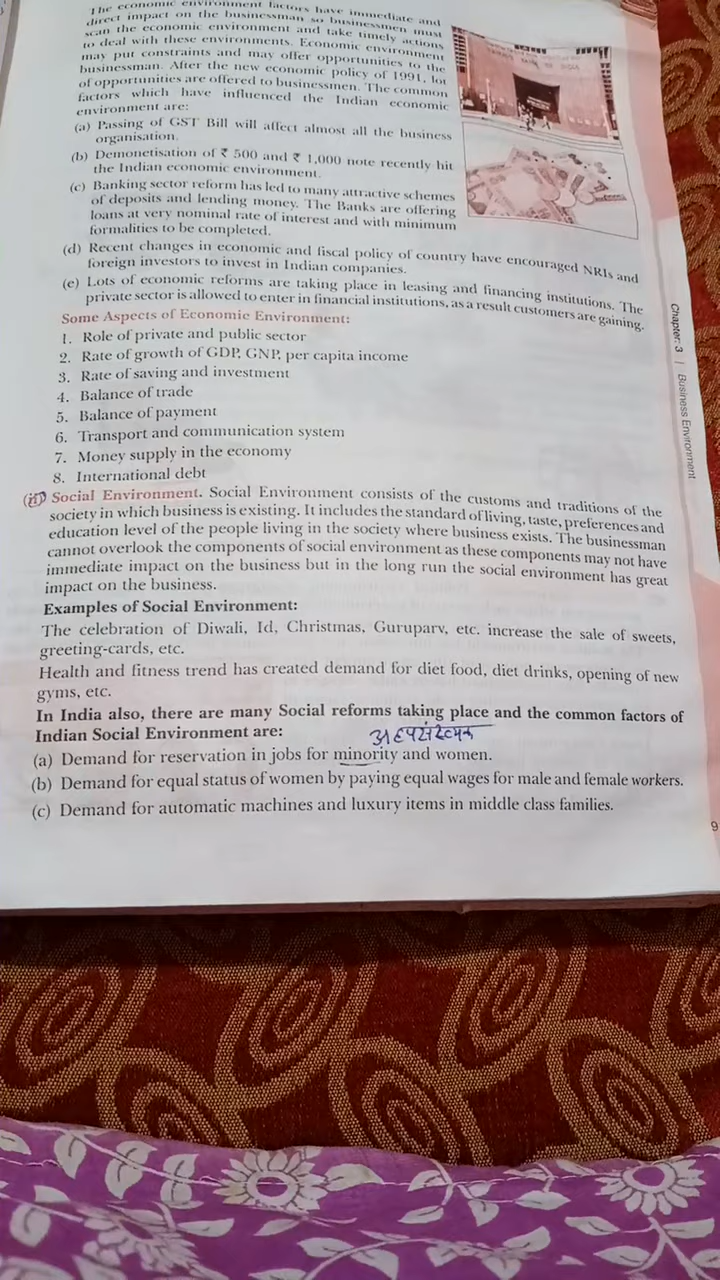 The economic environment factors have immediate and
direct impact on the businessman so businessmen must
scan the economic environment and take timely actions
to deal with these environments. Economic environment
may put constraints and may offer opportunities to the
businessman. After the new economic policy of 1991, lot
of opportunities are offered to businessmen. The common
factors which have influenced the Indian economic
environment are:
(a) Passing of GST Bill will affect almost all the business
organisation.
(b) Demonetisation of ₹ 500 and ₹ 1,000 note recently hit
the Indian economic environment.
(c) Banking sector reform has led to many attractive schemes
of deposits and lending money. The Banks are offering
loans at very nominal rate of interest and with minimum
formalities to be completed.
(d) Recent changes in economic and fiscal policy of country have encouraged NRIs and
foreign investors to invest in Indian companies.
(e) Lots of economic reforms are taking place in leasing and financing institutions. The
private sector is allowed to enter in financial institutions, as a result customers are gaining.
Some Aspects of Economic Environment:
1. Role of private and public sector
2. Rate of growth of GDP, GNP, per capita income
3. Rate of saving and investment
4. Balance of trade
5. Balance of payment
6. Transport and communication system
7. Money supply in the economy
8. International debt
(ii) Social Environment. Social Environment consists of the customs and traditions of the
society in which business is existing. It includes the standard of living, taste, preferences and
education level of the people living in the society where business exists. The businessman
cannot overlook the components of social environment as these components may not have
immediate impact on the business but in the long run the social environment has great
impact on the business.
Examples of Social Environment:
The celebration of Diwali, Id, Christmas, Guruparv, etc. increase the sale of sweets,
greeting-cards, etc.
Health and fitness trend has created demand for diet food, diet drinks, opening of new
gyms, etc.
In India also, there are many Social reforms taking place and the common factors of
Indian Social Environment are:
अल्पसंख्यक
(a) Demand for reservation in jobs for minority and women.
(b) Demand for equal status of women by paying equal wages for male and female workers.
(c) Demand for automatic machines and luxury items in middle class families.
Chapter: 3 | Business Environment
9